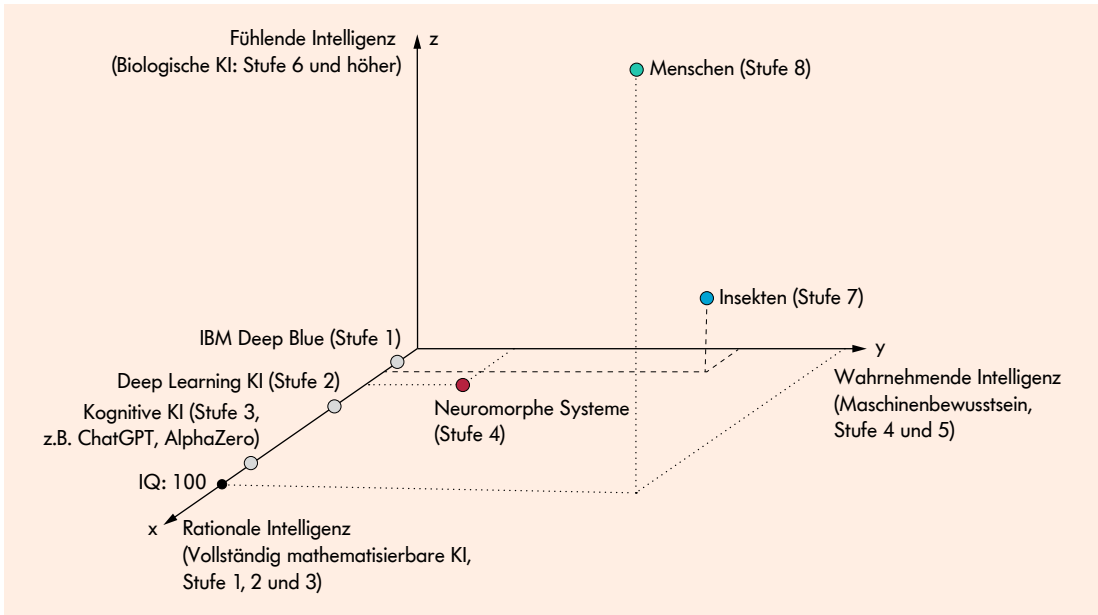 Fühlende Intelligenz
(Biologische KI: Stufe 6 und höher)
z
Menschen (Stufe 8)
Insekten (Stufe 7)
IBM Deep Blue (Stufe 1)
y
Deep Learning KI (Stufe 2)
Wahrnehmende Intelligenz
(Maschinenbewusstsein,
Stufe 4 und 5)
Neuromorphe Systeme
(Stufe 4)
Kognitive KI (Stufe 3,
z.B. ChatGPT, AlphaZero)
IQ: 100
x
Rationale Intelligenz
(Vollständig mathematisierbare KI,
Stufe 1, 2 und 3)